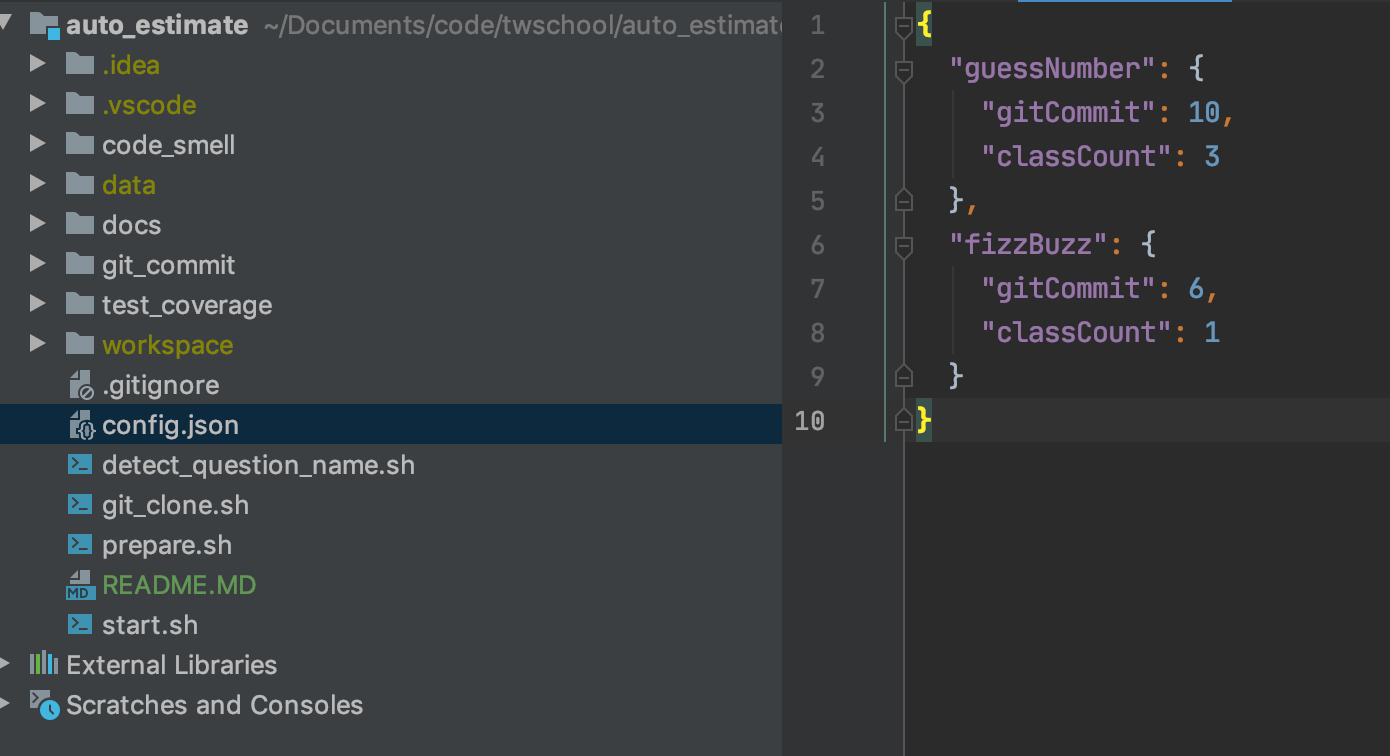 auto_estimate ~/Documents/code/twschool/auto_estimate
.idea
.vscode
code_smell
data
docs
git_commit
test_coverage
workspace
.gitignore
config.json
detect_question_name.sh
git_clone.sh
prepare.sh
MD README.MD
start.sh
External Libraries
Scratches and Consoles
1 {
2 "guessNumber": {
3 "gitCommit": 10,
4 "classCount": 3
5 },
6 "fizzBuzz": {
7 "gitCommit": 6,
8 "classCount": 1
9 }
10 }